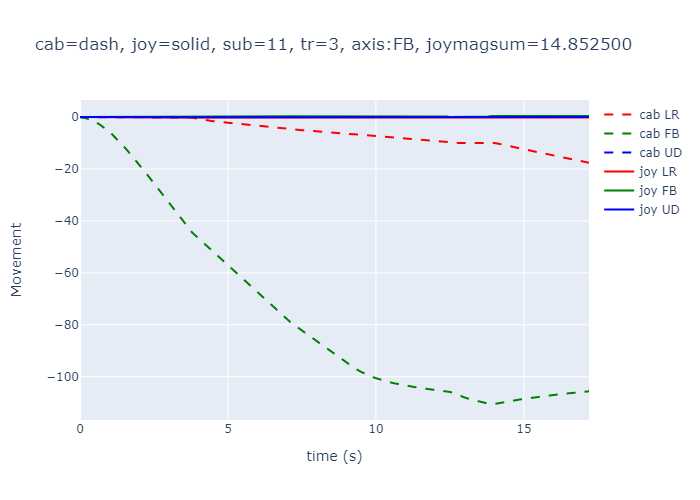 cab=dash, joy=solid, sub=11, tr=3, axis:FB, joymagsum=14.852500
cab LR
cab FB
cab UD
joy LR
joy FB
joy UD
Movement
0
−20
−40
−60
−80
−100
0
5
10
15
time (s)